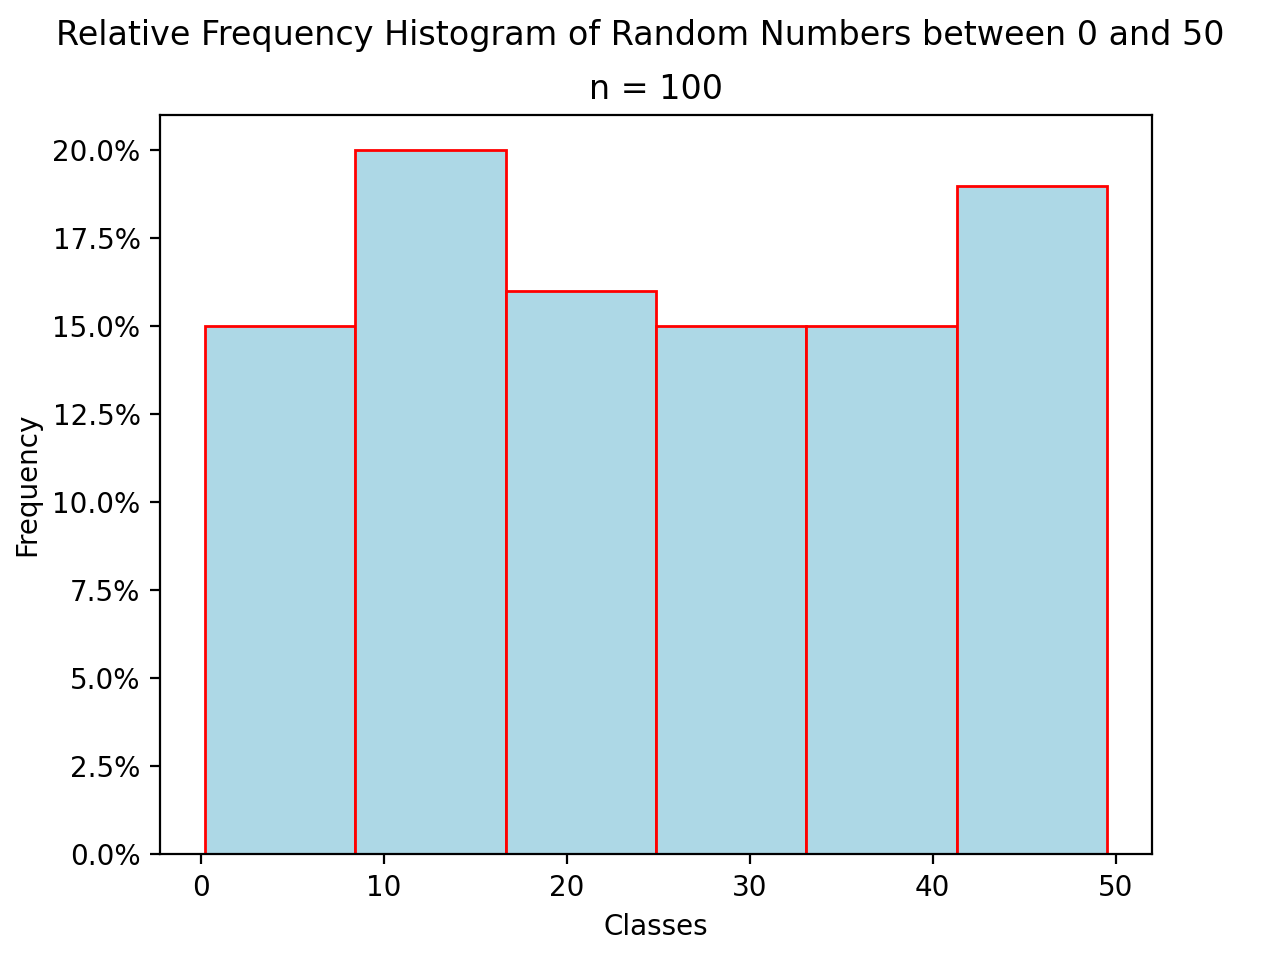 Relative Frequency Histogram of Random Numbers between 0 and 50
n = 100
20.0%
17.5%
15.0%
12.5%
10.0%
7.5%
5.0%
2.5%
0.0%
Frequency
0 10 20 30 40 50
Classes